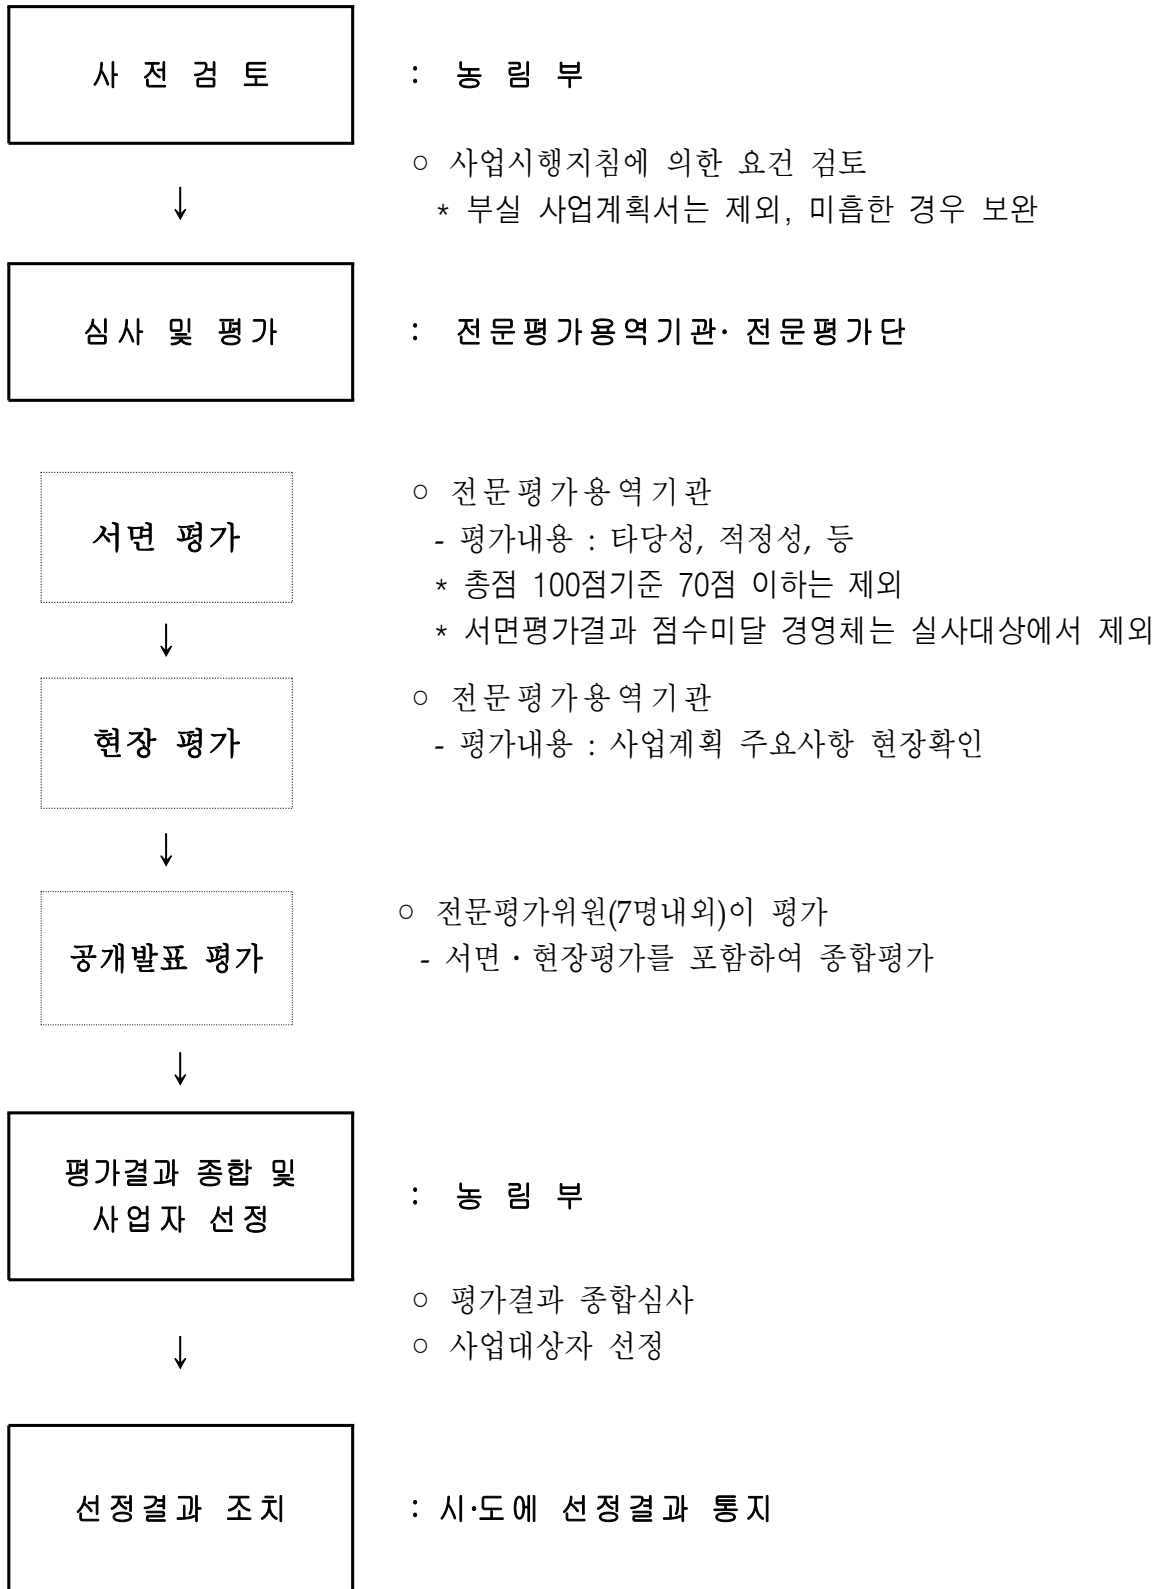 사 전 검 토 : 농 림 부
○ 사업시행지침에 의한 요건 검토
* 부실 사업계획서는 제외, 미흡한 경우 보완
↓
심사 및 평가 : 전문평가용역기관·전문평가단
서면 평가
○ 전문평가용역기관
- 평가내용 : 타당성, 적정성, 등
* 총점 100점기준 70점 이하는 제외
* 서면평가결과 점수미달 경영체는 실사대상에서 제외
↓
현장 평가
○ 전문평가용역기관
- 평가내용 : 사업계획 주요사항 현장확인
↓
공개발표 평가
○ 전문평가위원(7명내외)이 평가
- 서면·현장평가를 포함하여 종합평가
↓
평가결과 종합 및
사업자 선정
: 농 림 부
○ 평가결과 종합심사
○ 사업대상자 선정
↓
선정결과 조치 : 시·도에 선정결과 통지